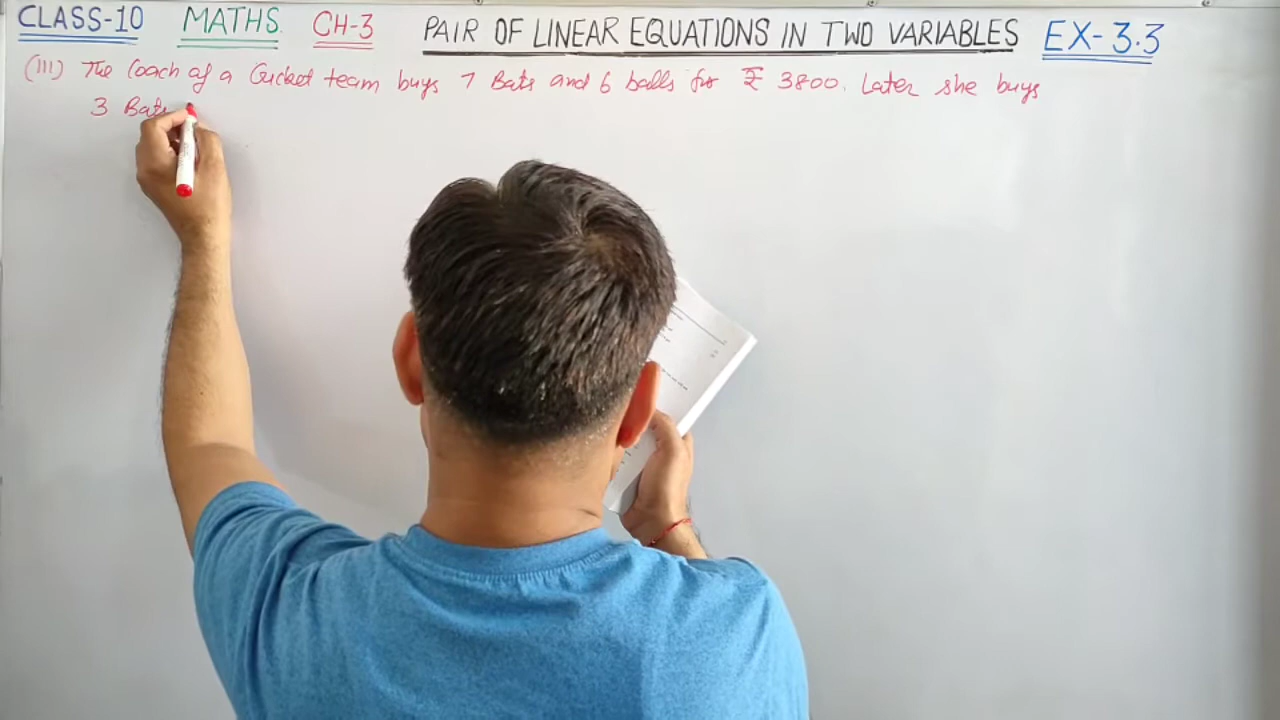 CLASS-10 MATHS CH-3 PAIR OF LINEAR EQUATIONS IN TWO VARIABLES EX-3.3
(III) The Coach of a Cricket team buys 7 Bats and 6 balls for ₹ 3800. Later she buys
3 Bats